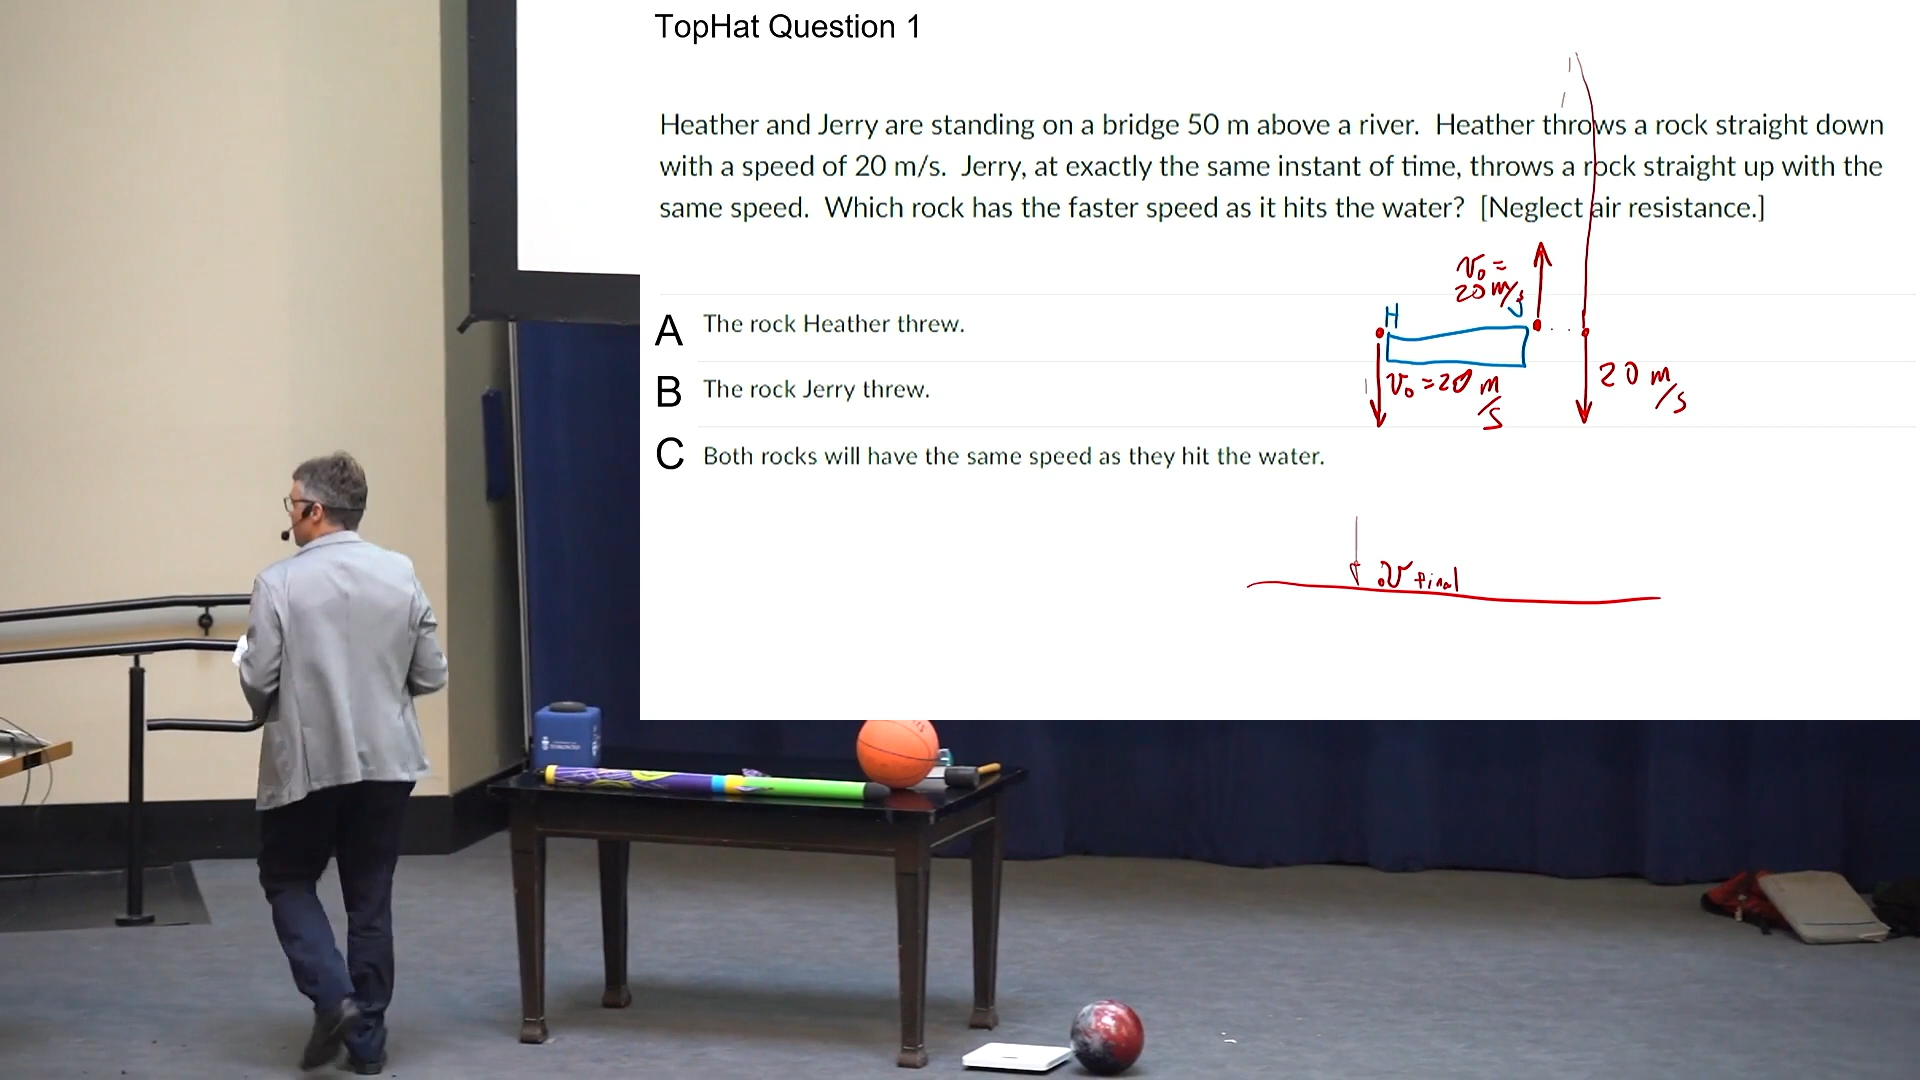 TopHat Question 1
Heather and Jerry are standing on a bridge 50 m above a river. Heather throws a rock straight down
with a speed of 20 m/s. Jerry, at exactly the same instant of time, throws a rock straight up with the
same speed. Which rock has the faster speed as it hits the water? [Neglect air resistance.]
v₀ =
20 m/s
H
A The rock Heather threw.
B The rock Jerry threw.
v₀ = 20 m/s
20 m/s
C Both rocks will have the same speed as they hit the water.
v final
TORONTO